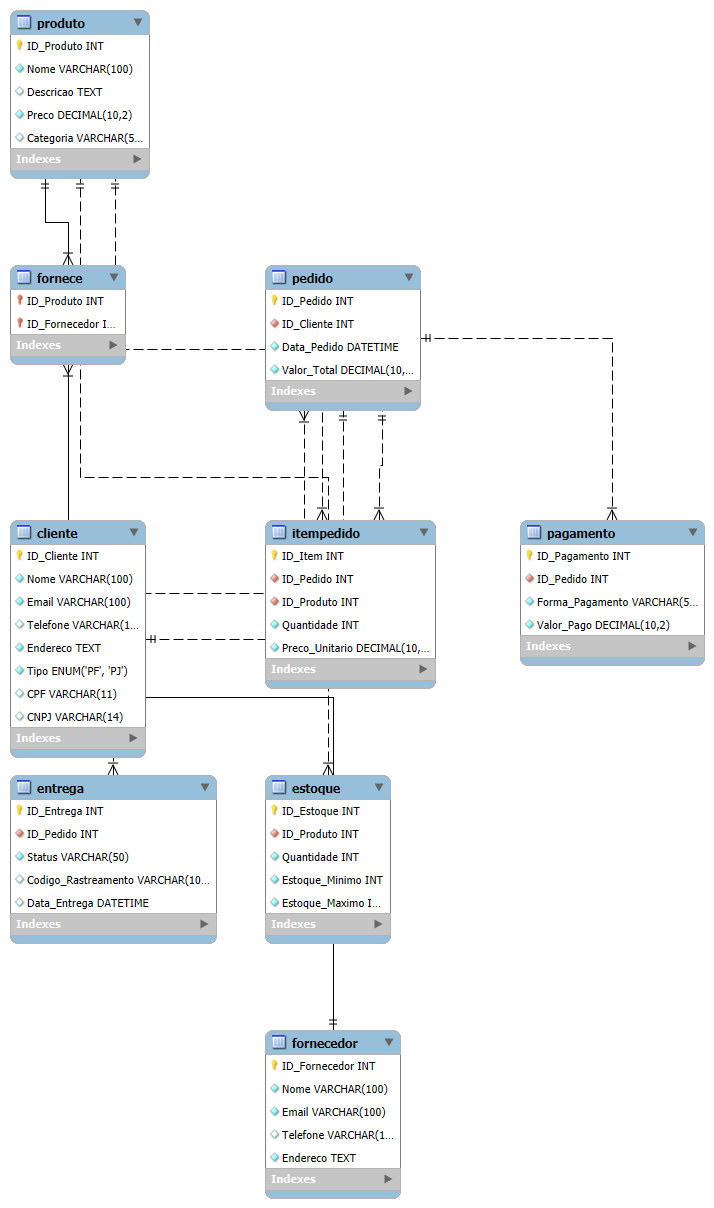 produto
ID_Produto INT
Nome VARCHAR(100)
Descricao TEXT
Preco DECIMAL(10,2)
Categoria VARCHAR(5...
Indexes
fornece
ID_Produto INT
ID_Fornecedor I...
Indexes
pedido
ID_Pedido INT
ID_Cliente INT
Data_Pedido DATETIME
Valor_Total DECIMAL(10,...
Indexes
cliente
ID_Cliente INT
Nome VARCHAR(100)
Email VARCHAR(100)
Telefone VARCHAR(1...
Endereco TEXT
Tipo ENUM('PF', 'PJ')
CPF VARCHAR(11)
CNPJ VARCHAR(14)
Indexes
itempedido
ID_Item INT
ID_Pedido INT
ID_Produto INT
Quantidade INT
Preco_Unitario DECIMAL(10,...
Indexes
pagamento
ID_Pagamento INT
ID_Pedido INT
Forma_Pagamento VARCHAR(5...
Valor_Pago DECIMAL(10,2)
Indexes
entrega
ID_Entrega INT
ID_Pedido INT
Status VARCHAR(50)
Codigo_Rastreamento VARCHAR(10...
Data_Entrega DATETIME
Indexes
estoque
ID_Estoque INT
ID_Produto INT
Quantidade INT
Estoque_Minimo INT
Estoque_Maximo I...
Indexes
fornecedor
ID_Fornecedor INT
Nome VARCHAR(100)
Email VARCHAR(100)
Telefone VARCHAR(1...
Endereco TEXT
Indexes